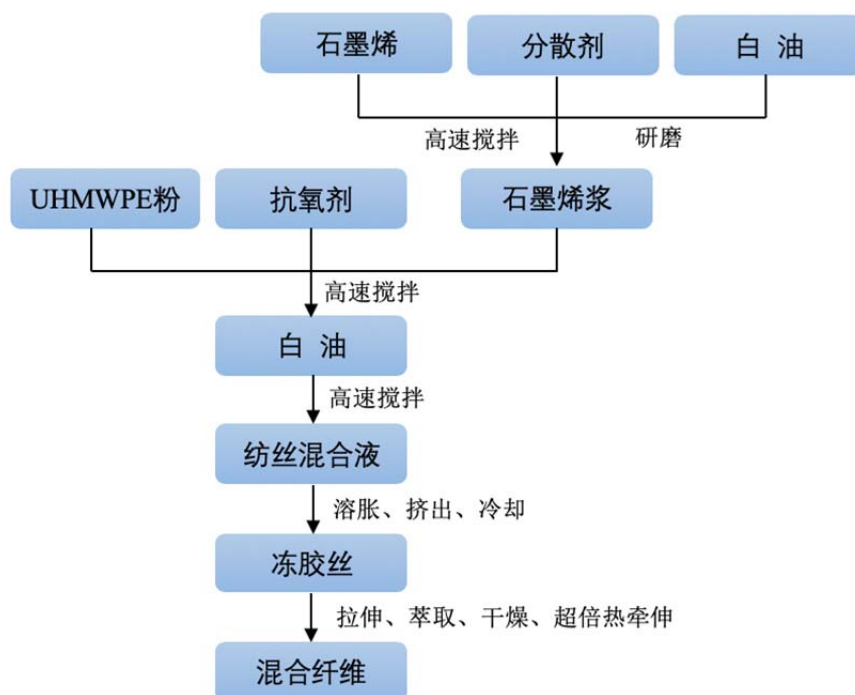 石墨烯
分散剂
白 油
高速搅拌
研磨
UHMWPE粉
抗氧剂
石墨烯浆
高速搅拌
白 油
高速搅拌
纺丝混合液
溶胀、挤出、冷却
冻胶丝
拉伸、萃取、干燥、超倍热牵伸
混合纤维